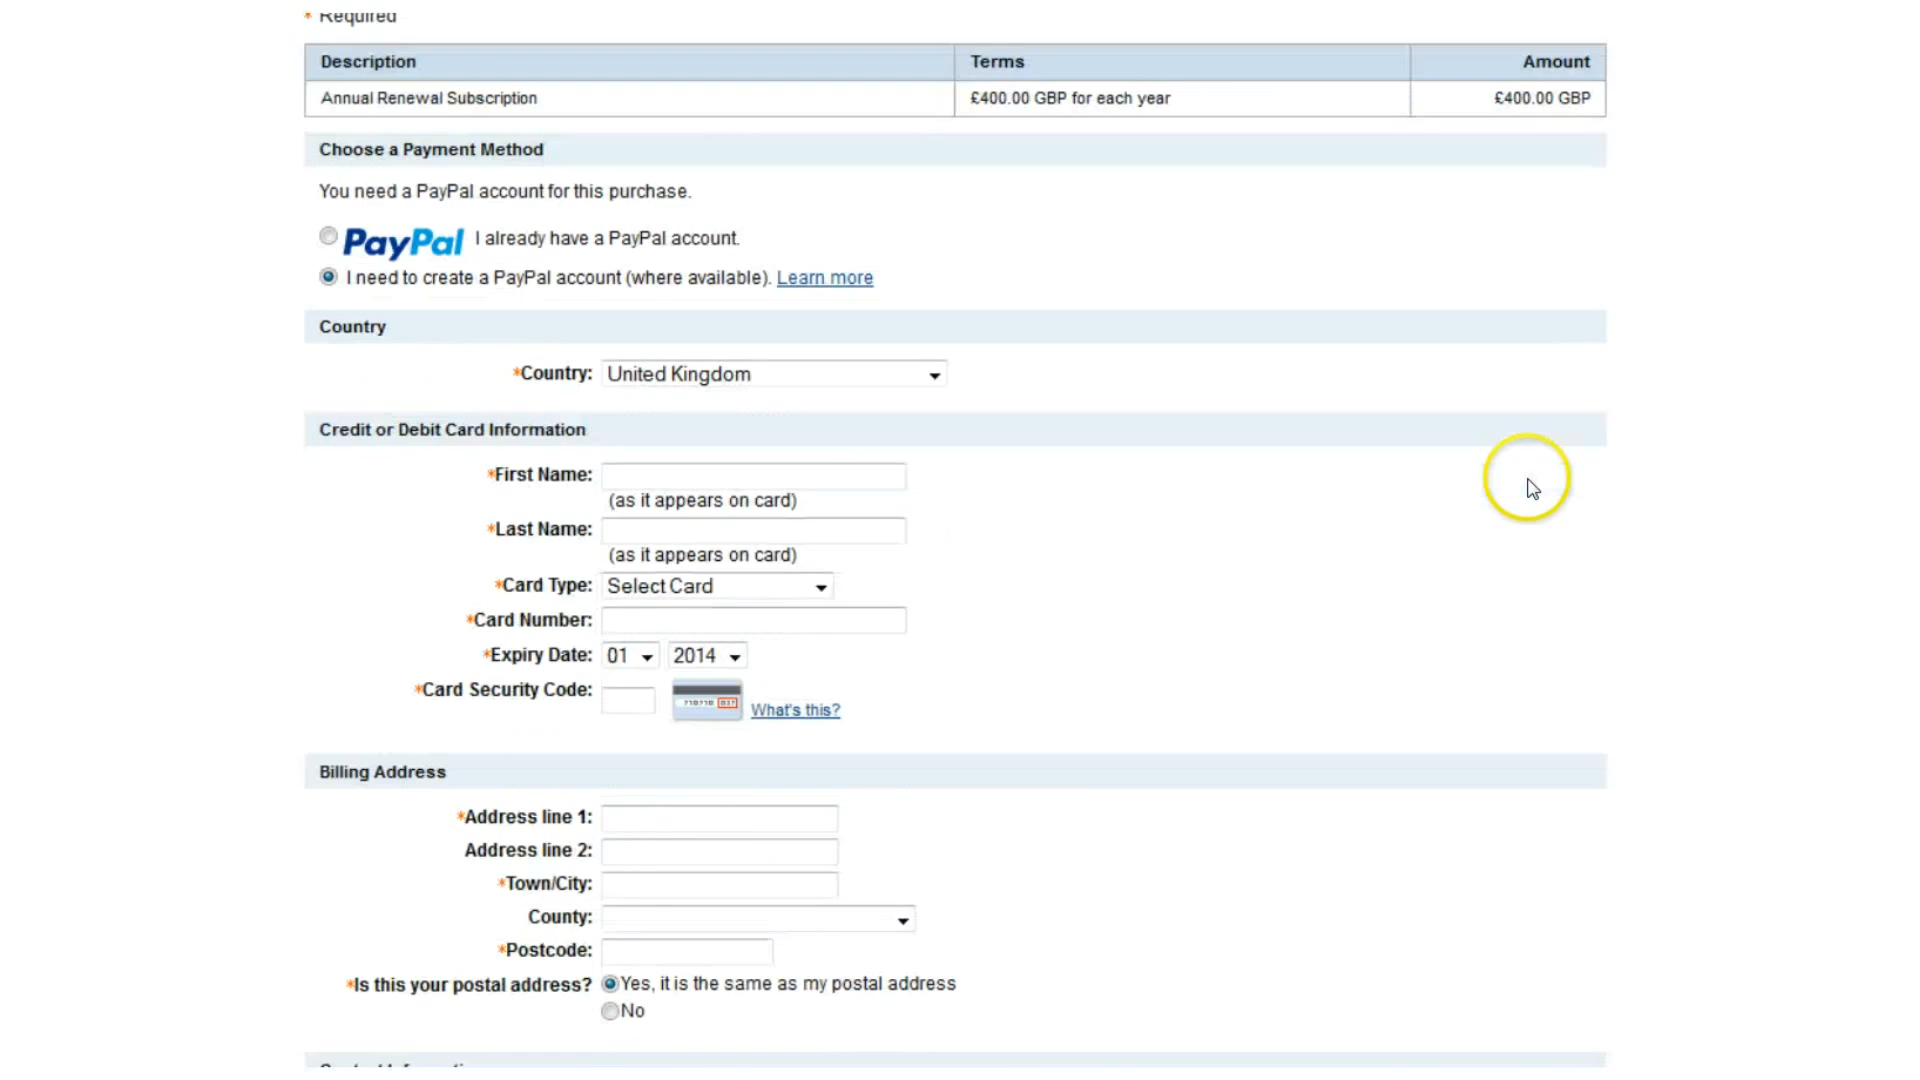 * Required
Description Terms Amount
Annual Renewal Subscription £400.00 GBP for each year £400.00 GBP
Choose a Payment Method
You need a PayPal account for this purchase.
PayPal I already have a PayPal account.
I need to create a PayPal account (where available). Learn more
Country
*Country: United Kingdom
Credit or Debit Card Information
*First Name:
(as it appears on card)
*Last Name:
(as it appears on card)
*Card Type: Select Card
*Card Number:
*Expiry Date: 01 2014
*Card Security Code:
What's this?
Billing Address
*Address line 1:
Address line 2:
*Town/City:
County:
*Postcode:
*Is this your postal address? Yes, it is the same as my postal address
No